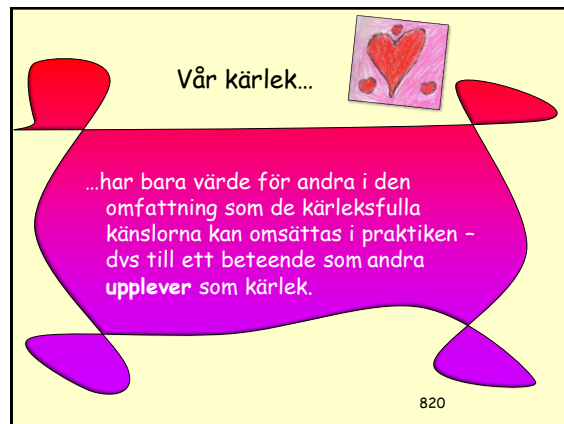 Vår kärlek…
…har bara värde för andra i den
omfattning som de kärleksfulla
känslorna kan omsättas i praktiken –
dvs till ett beteende som andra
upplever som kärlek.
820